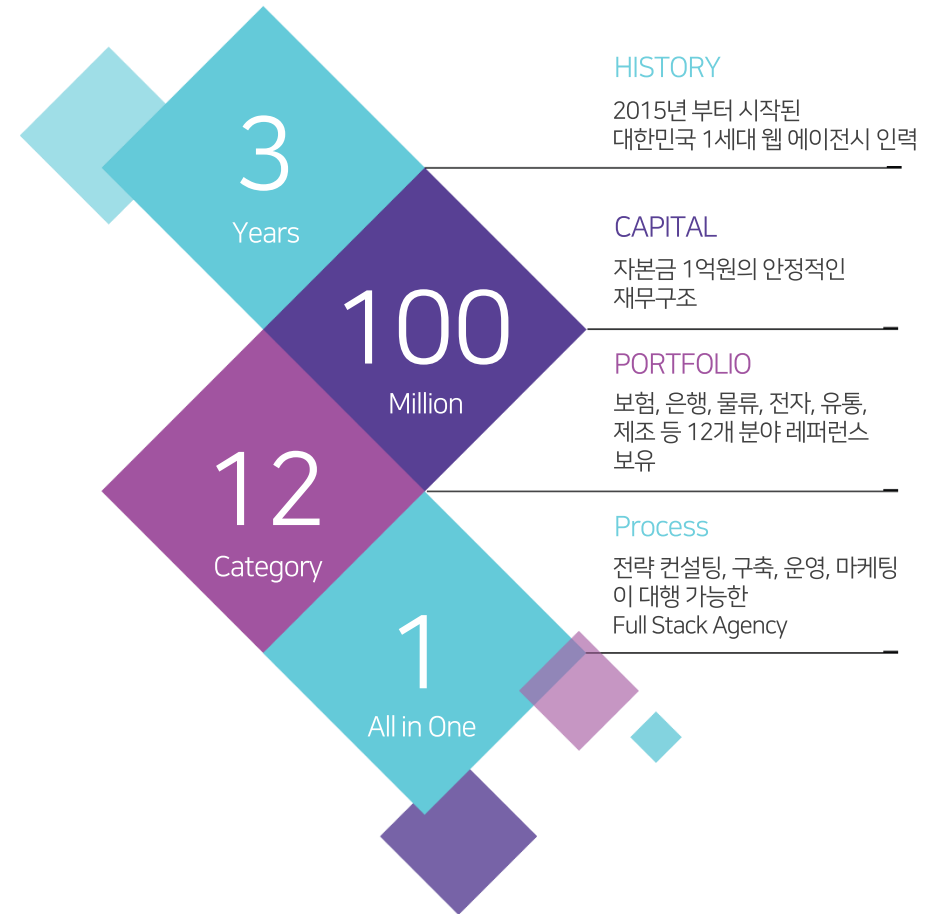 3
Years
HISTORY
2015년 부터 시작된
대한민국 1세대 웹 에이전시 인력
100
Million
CAPITAL
자본금 1억원의 안정적인
재무구조
12
Category
PORTFOLIO
보험, 은행, 물류, 전자, 유통,
제조 등 12개 분야 레퍼런스
보유
1
All in One
Process
전략 컨설팅, 구축, 운영, 마케팅
이 대행 가능한
Full Stack Agency